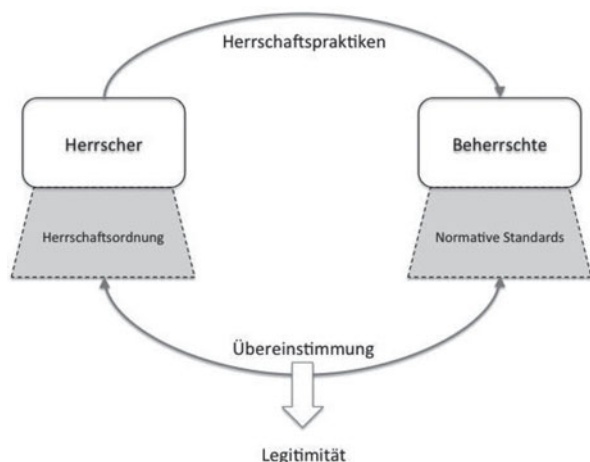 Herrschaftspraktiken
Herrscher
Beherrschte
Herrschaftsordnung
Normative Standards
Übereinstimmung
Legitimität